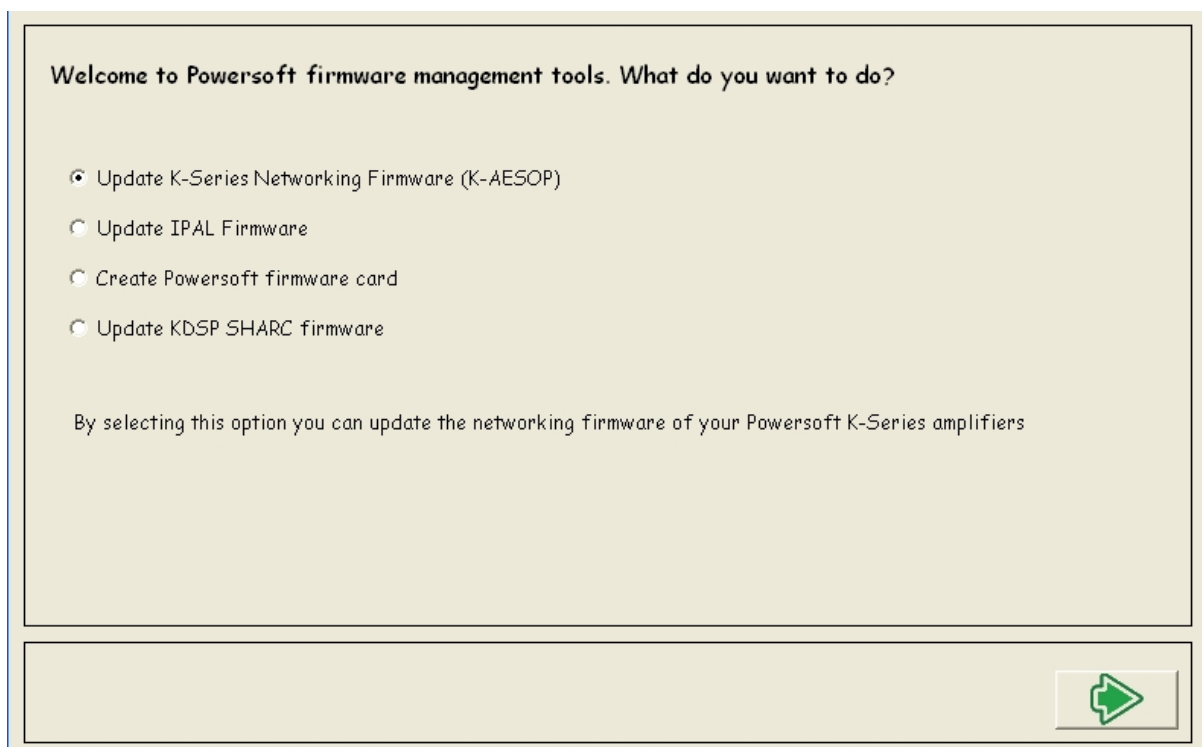 Welcome to Powersoft firmware management tools. What do you want to do?
Update K-Series Networking Firmware (K-AESOP)
Update IPAL Firmware
Create Powersoft firmware card
Update KDSP SHARC firmware
By selecting this option you can update the networking firmware of your Powersoft K-Series amplifiers